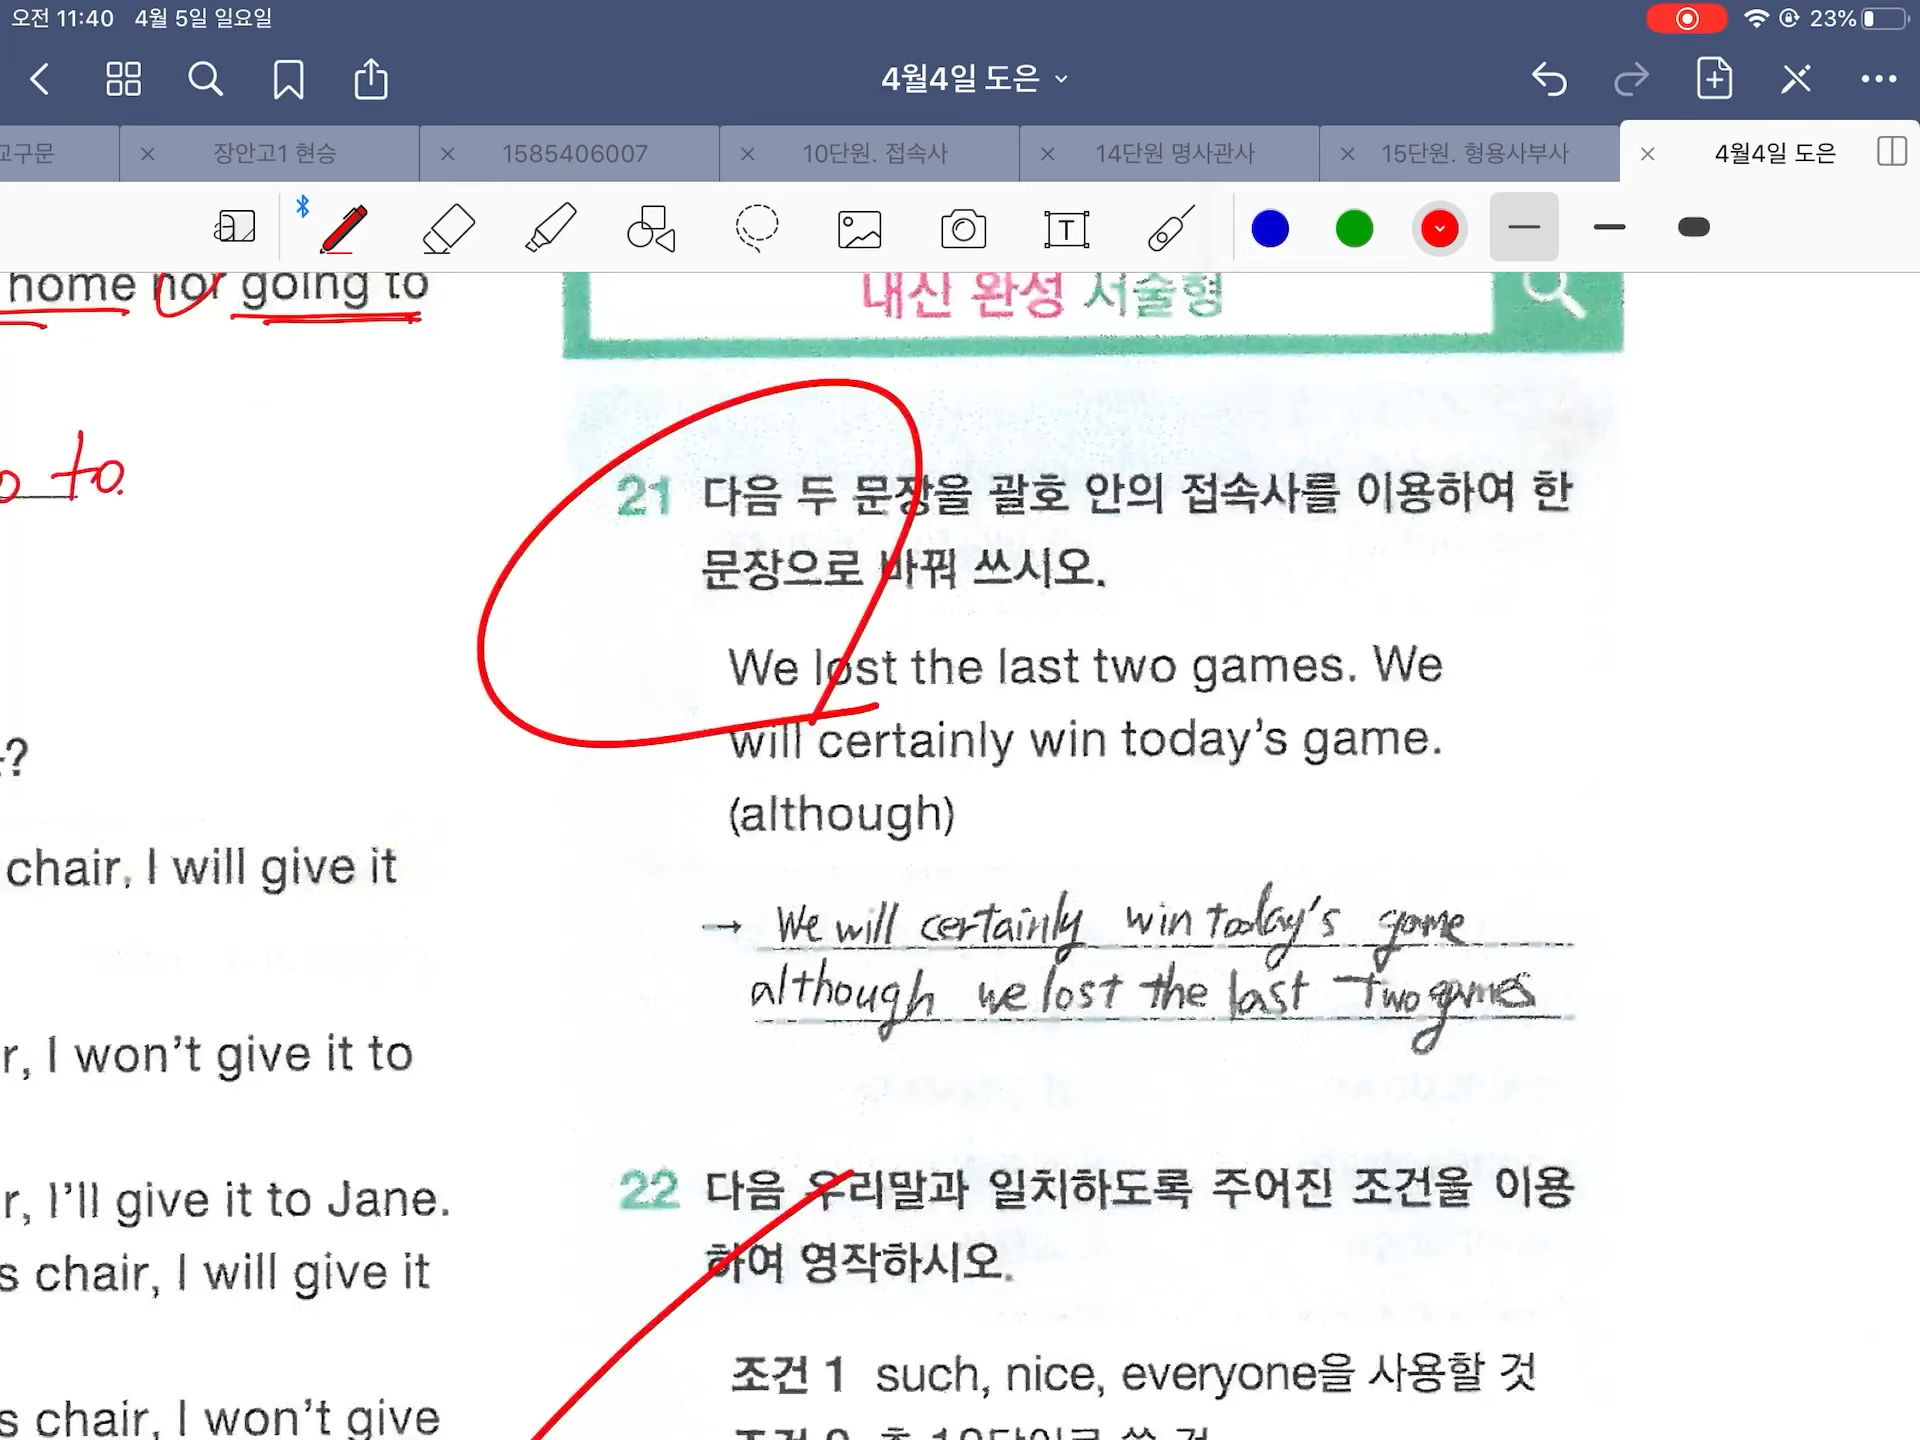 오전 11:40 4월 5일 일요일
23%
4월4일 도은
교구문
장안고1 현승
1585406007
10단원. 접속사
14단원 명사관사
15단원. 형용사부사
4월4일 도은
home nor going to
to.
?
chair, I will give it
r, I won't give it to
r, I'll give it to Jane.
s chair, I will give it
s chair, I won't give
내신 완성 서술형
21 다음 두 문장을 괄호 안의 접속사를 이용하여 한
문장으로 바꿔 쓰시오.
We lost the last two games. We
will certainly win today's game.
(although)
→ We will certainly win today's game
although we lost the last two games
22 다음 우리말과 일치하도록 주어진 조건을 이용
하여 영작하시오.
조건 1 such, nice, everyone을 사용할 것